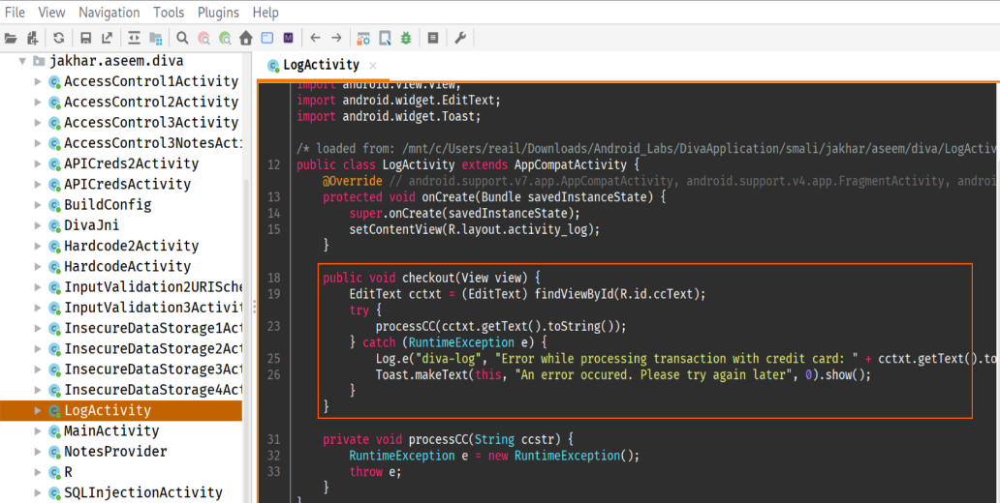 File View Navigation Tools Plugins Help
jakhar.aseem.diva
AccessControl1Activity
AccessControl2Activity
AccessControl3Activity
AccessControl3NotesActi
APICreds2Activity
APICredsActivity
BuildConfig
DivaJni
Hardcode2Activity
HardcodeActivity
InputValidation2URISche
InputValidation3Activit
InsecureDataStorage1Act
InsecureDataStorage2Act
InsecureDataStorage3Act
InsecureDataStorage4Act
LogActivity
MainActivity
NotesProvider
R
SQLInjectionActivity
LogActivity ×
import android.view.View;
import android.widget.EditText;
import android.widget.Toast;
/* loaded from: /mnt/c/Users/reail/Downloads/Android_Labs/DivaApplication/smali/jakhar/aseem/diva/LogActiv
12 public class LogActivity extends AppCompatActivity {
@Override // android.support.v7.app.AppCompatActivity, android.support.v4.app.FragmentActivity, androi
13 protected void onCreate(Bundle savedInstanceState) {
14 super.onCreate(savedInstanceState);
15 setContentView(R.layout.activity_log);
}
18 public void checkout(View view) {
19 EditText cctxt = (EditText) findViewById(R.id.ccText);
try {
23 processCC(cctxt.getText().toString());
} catch (RuntimeException e) {
25 Log.e("diva-log", "Error while processing transaction with credit card: " + cctxt.getText().to
26 Toast.makeText(this, "An error occured. Please try again later", 0).show();
}
}
31 private void processCC(String ccstr) {
32 RuntimeException e = new RuntimeException();
33 throw e;
}
}